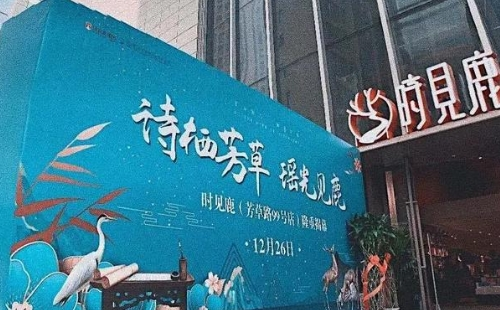 诗栖芳草 瑶光见鹿
时见鹿（芳草路99号店）隆重揭幕
·12月26日·
时見鹿